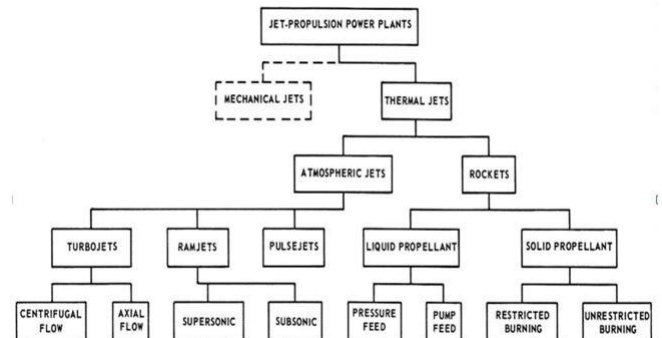 JET-PROPULSION POWER PLANTS
MECHANICAL JETS
THERMAL JETS
ATMOSPHERIC JETS
ROCKETS
TURBOJETS
RAMJETS
PULSEJETS
LIQUID PROPELLANT
SOLID PROPELLANT
CENTRIFUGAL
FLOW
AXIAL
FLOW
SUPERSONIC
SUBSONIC
PRESSURE
FEED
PUMP
FEED
RESTRICTED
BURNING
UNRESTRICTED
BURNING